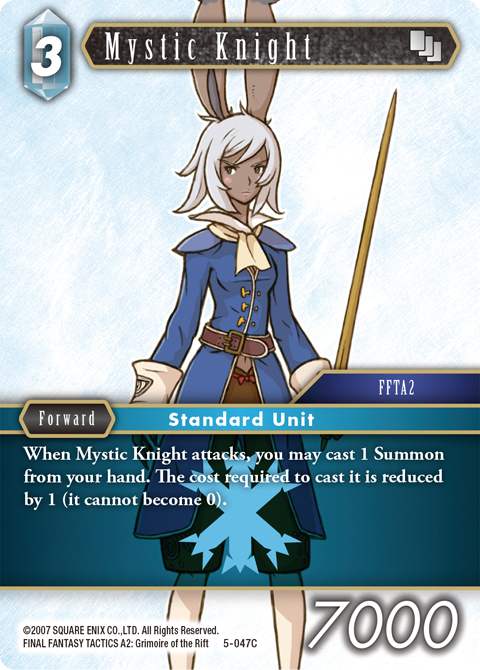 3
Mystic Knight
FFTA2
Forward
Standard Unit
When Mystic Knight attacks, you may cast 1 Summon
from your hand. The cost required to cast it is reduced
by 1 (it cannot become 0).
©2007 SQUARE ENIX CO.,LTD. All Rights Reserved.
FINAL FANTASY TACTICS A2: Grimoire of the Rift 5-047C
7000